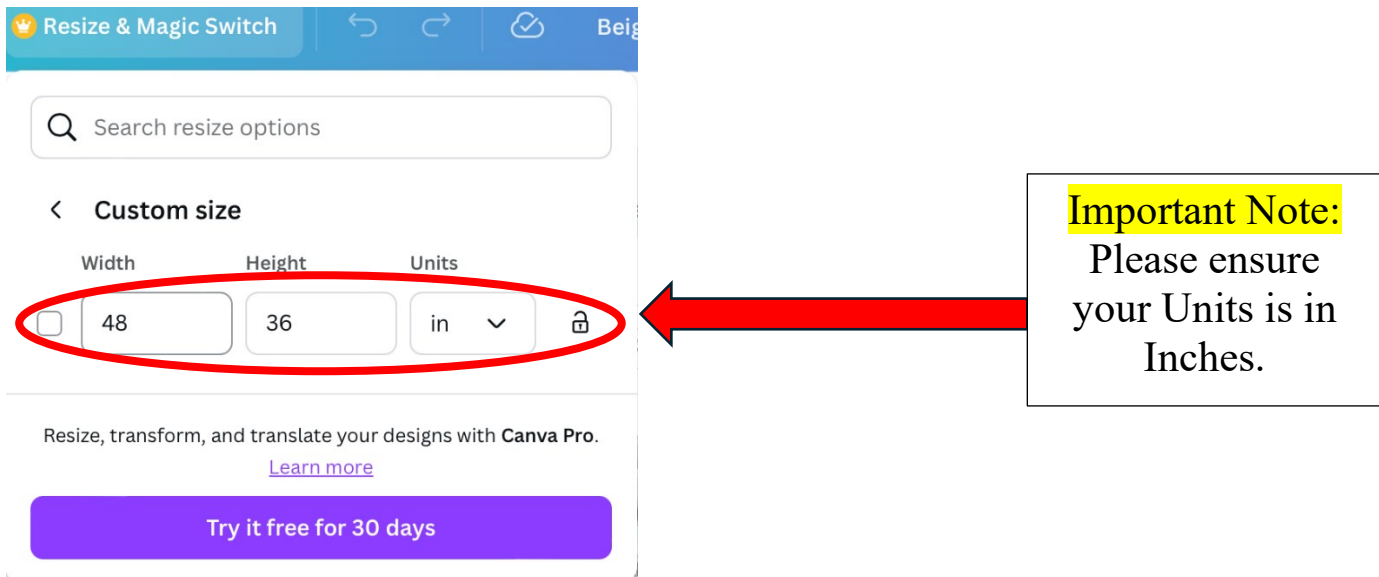 Resize & Magic Switch
Beig
Search resize options
Custom size
Width Height Units
48 36 in
Resize, transform, and translate your designs with Canva Pro.
Learn more
Try it free for 30 days
Important Note:
Please ensure
your Units is in
Inches.